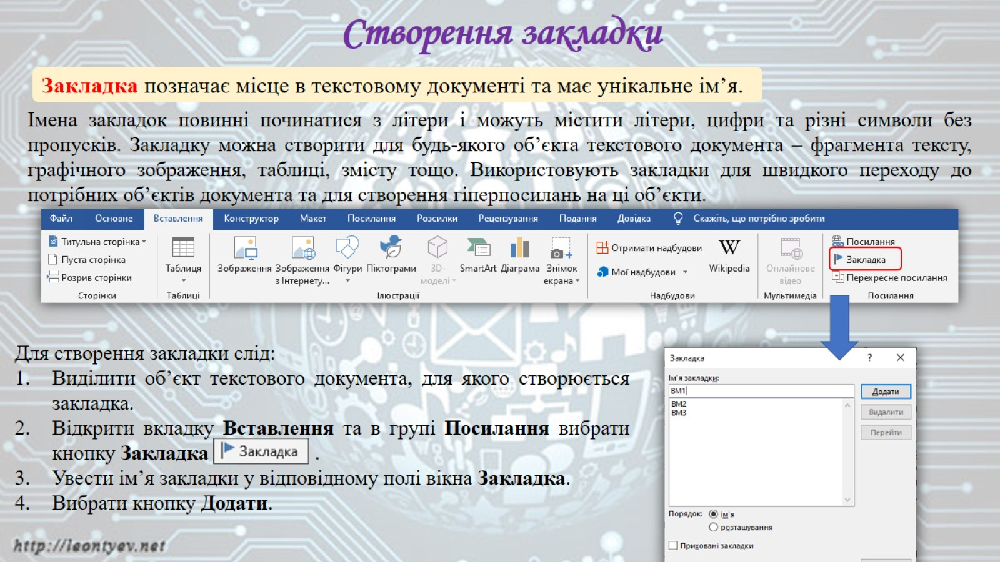 Створення закладки
Закладка позначає місце в текстовому документі та має унікальне ім’я.
Імена закладок повинні починатися з літери і можуть містити літери, цифри та різні символи без
пропусків. Закладку можна створити для будь-якого об’єкта текстового документа – фрагмента тексту,
графічного зображення, таблиці, змісту тощо. Використовують закладки для швидкого переходу до
потрібних об’єктів документа та для створення гіперпосилань на ці об’єкти.
Файл Основне Вставлення Конструктор Макет Посилання Розсилки Рецензування Подання Довідка Скажіть, що потрібно зробити
Титульна сторінка
Пуста сторінка
Розрив сторінки
Сторінки
Таблиця
Таблиці
Зображення
Зображення
з Інтернету...
Фігури
Піктограми
3D-
моделі
SmartArt
Діаграма
Знімок
екрана
Ілюстрації
Отримати надбудови
Мої надбудови
Wikipedia
Надбудови
Онлайнове
відео
Мультимедіа
Посилання
Закладка
Перехресне посилання
Посилання
Для створення закладки слід:
1. Виділити об’єкт текстового документа, для якого створюється
закладка.
2. Відкрити вкладку Вставлення та в групі Посилання вибрати
кнопку Закладка Закладка .
3. Увести ім’я закладки у відповідному полі вікна Закладка.
4. Вибрати кнопку Додати.
Закладка ?
Ім'я закладки:
BM1
BM2
BM3
Додати
Видалити
Перейти
Порядок: ім'я
розташування
Приховані закладки
http://leontyev.net